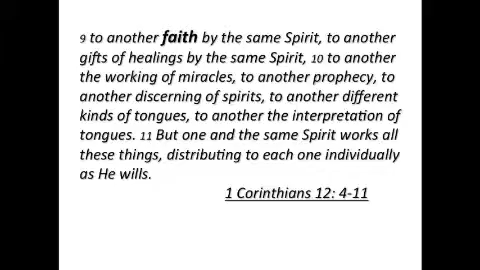 9 to another faith by the same Spirit, to another
gifts of healings by the same Spirit, 10 to another
the working of miracles, to another prophecy, to
another discerning of spirits, to another different
kinds of tongues, to another the interpretation of
tongues. 11 But one and the same Spirit works all
these things, distributing to each one individually
as He wills.
1 Corinthians 12: 4-11